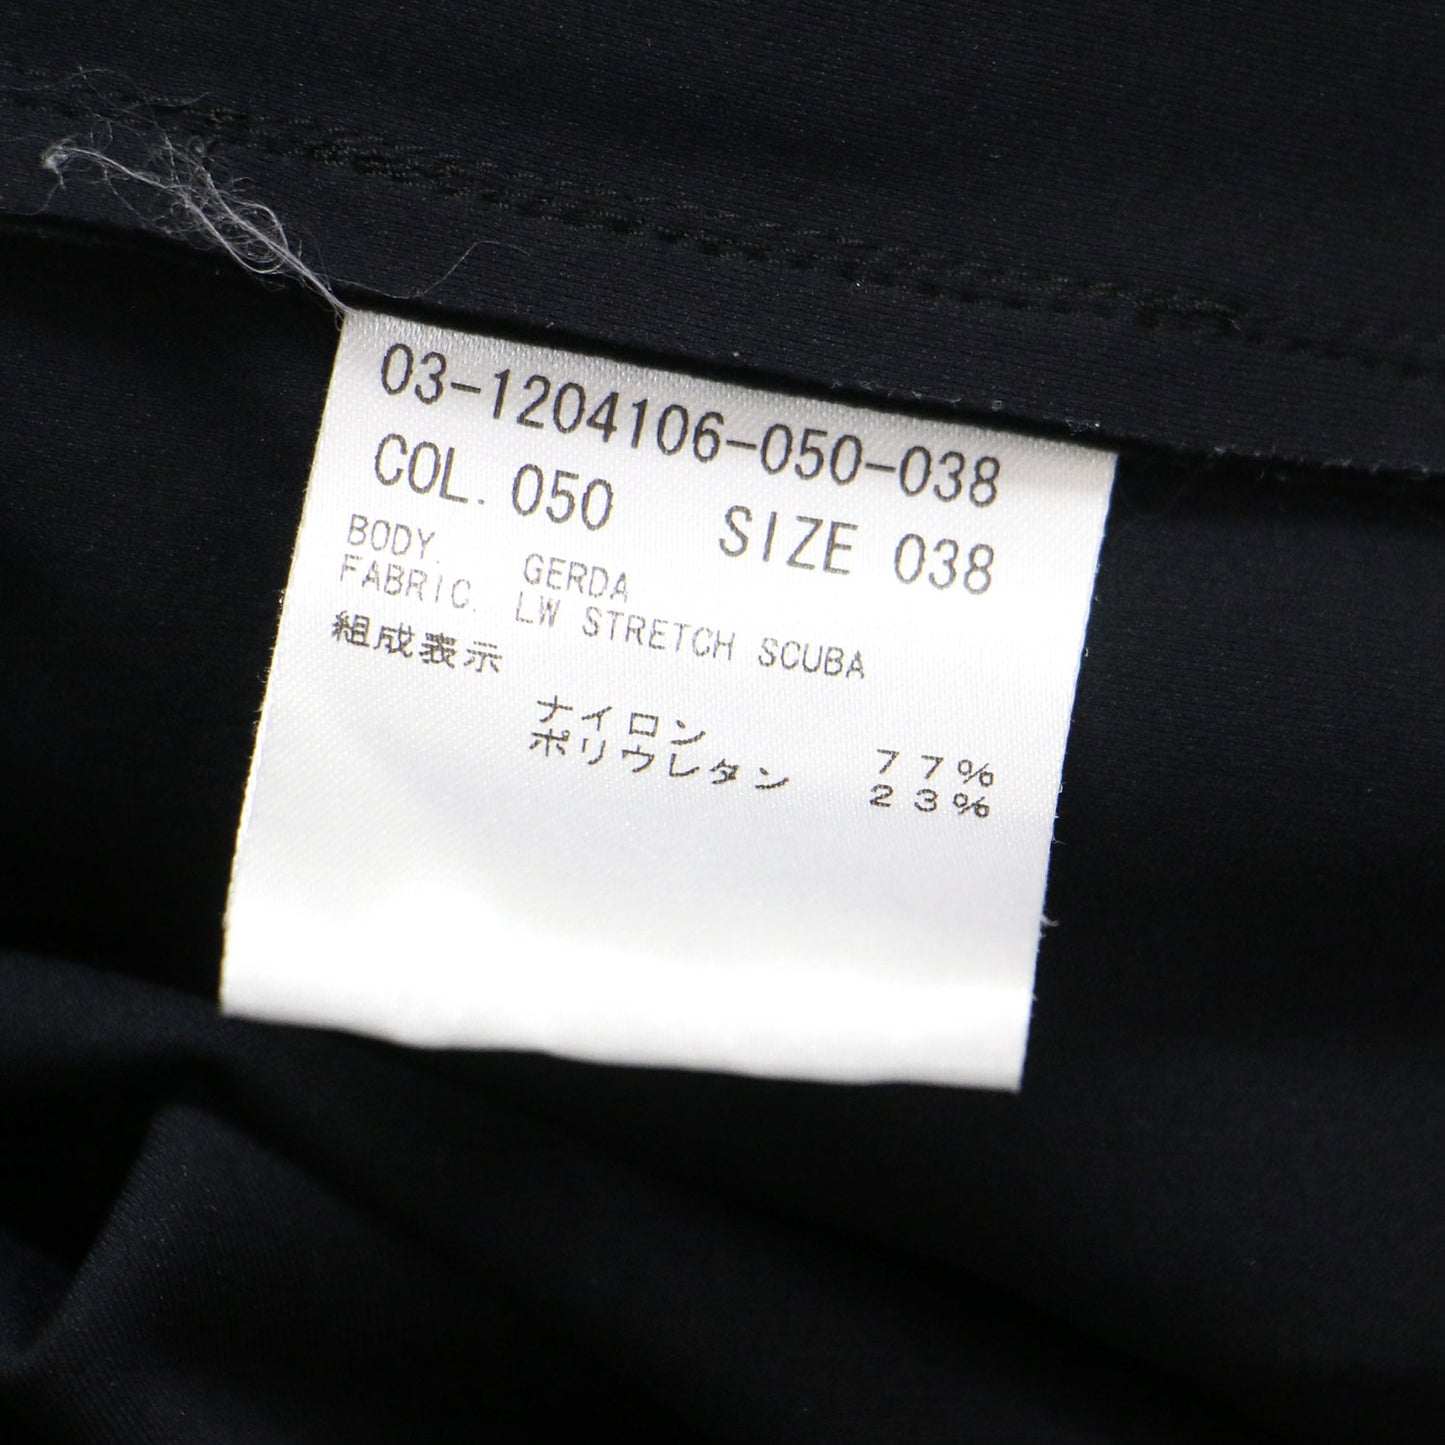 03-1204106-050-038
COL. 050 SIZE 038
BODY. GERDA
FABRIC. LW STRETCH SCUBA
組成表示
ナイロン 77%
ポリウレタン 23%